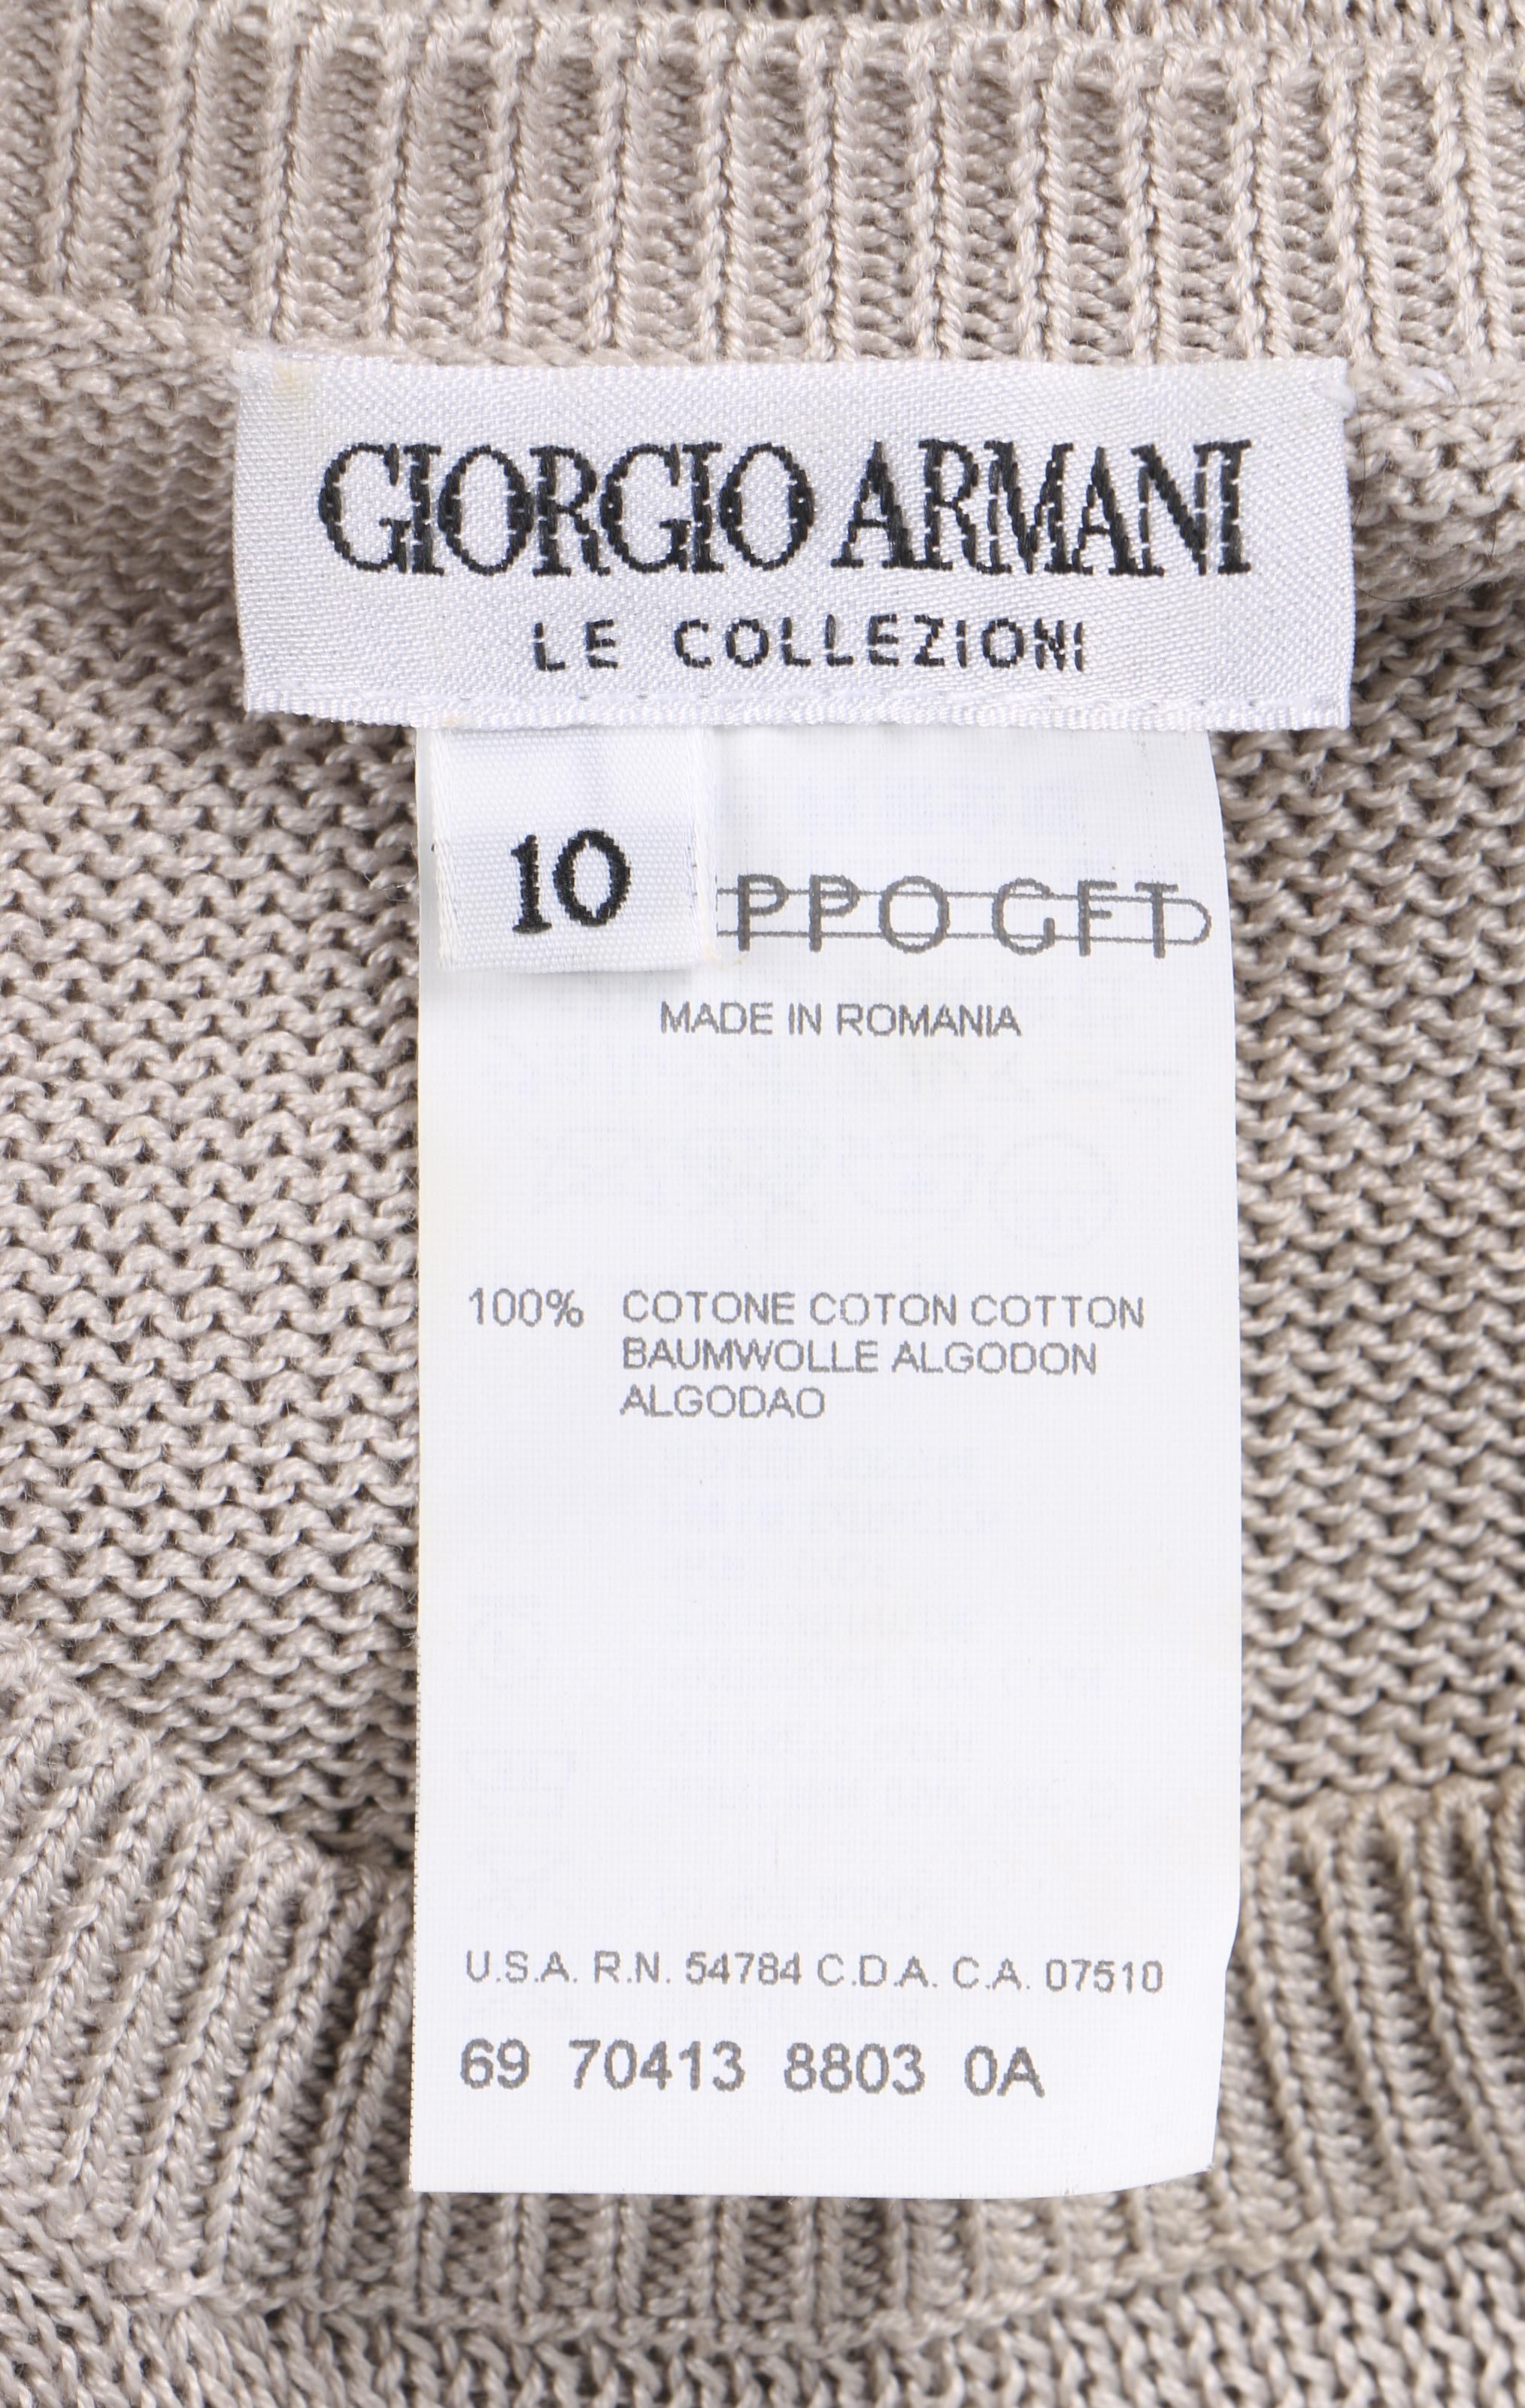 GIORGIO ARMANI
LE COLLEZIONI
10
PPO GFT
MADE IN ROMANIA
100% COTONE COTON COTTON
BAUMWOLLE ALGODON
ALGODAO
U.S.A. R.N. 54784 C.D.A. C.A. 07510
69 70413 8803 0A